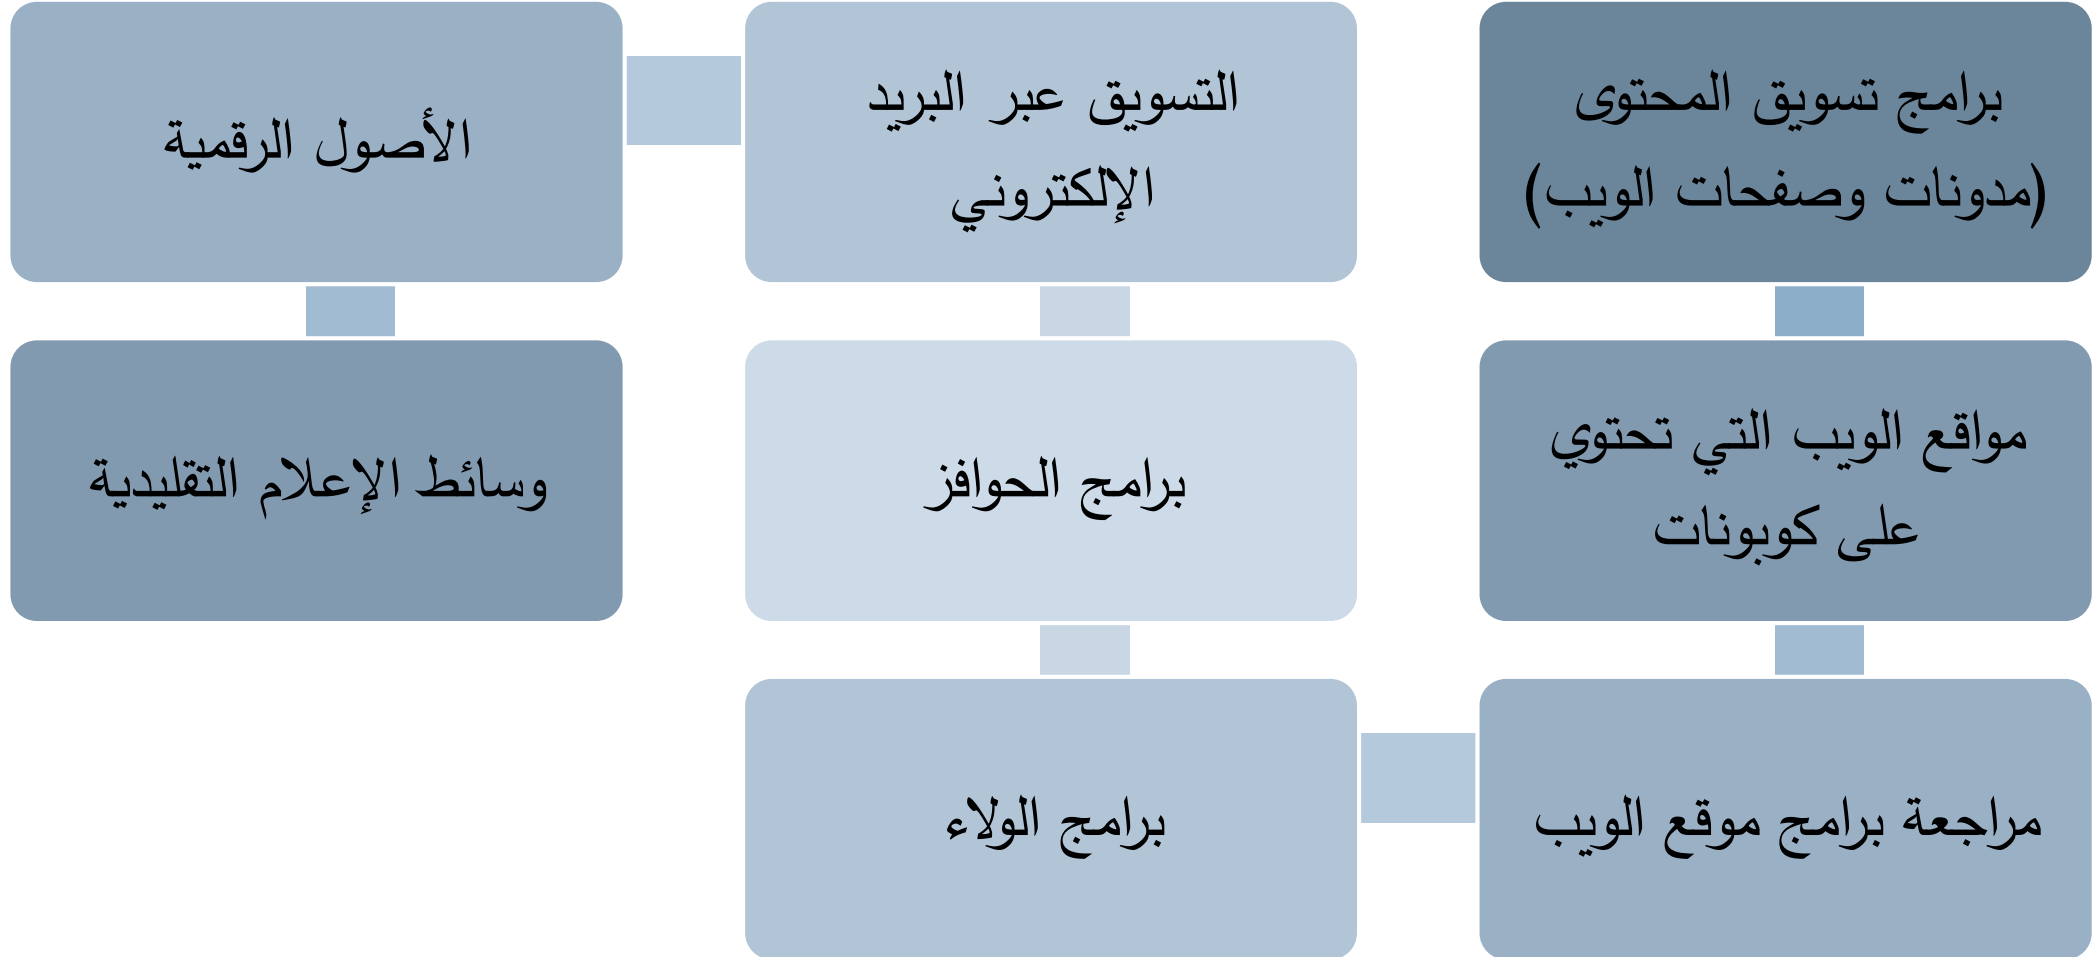 برامج تسويق المحتوى
(مدونات وصفحات الويب)
مواقع الويب التي تحتوي
على كوبونات
مراجعة برامج موقع الويب
برامج الولاء
برامج الحوافز
التسويق عبر البريد
الإلكتروني
الأصول الرقمية
وسائط الإعلام التقليدية